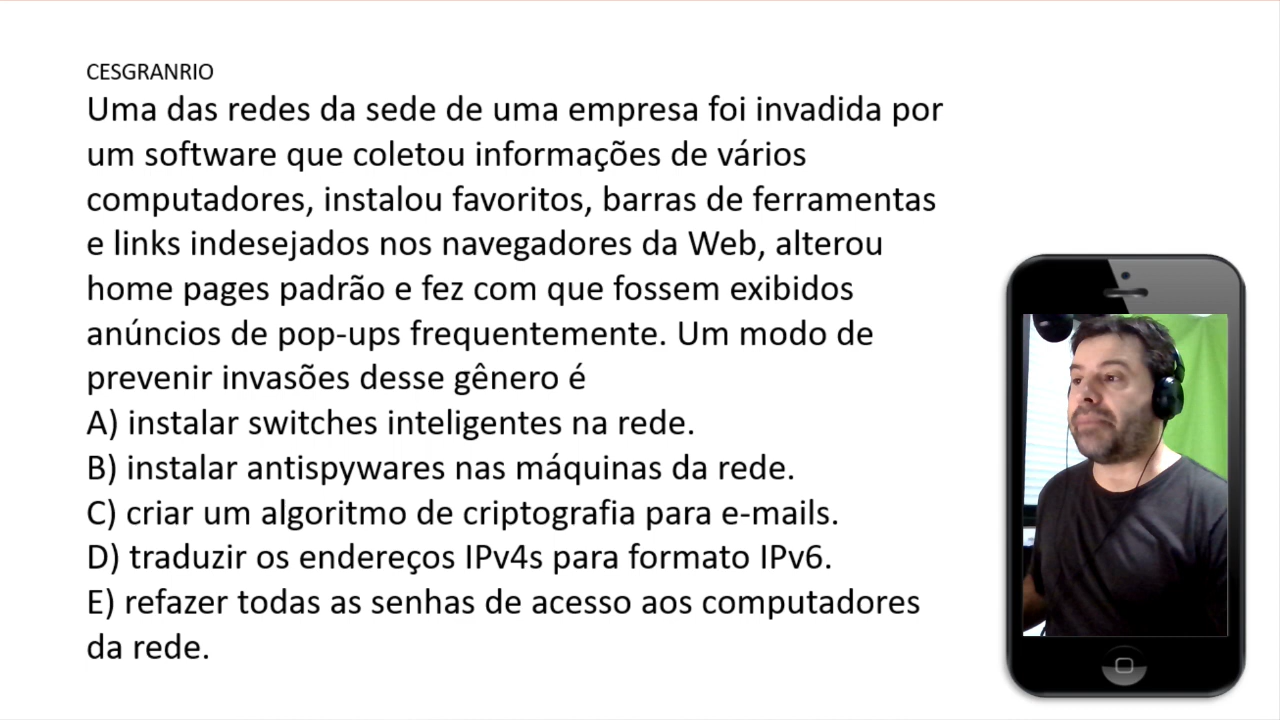 CESGRANRIO
Uma das redes da sede de uma empresa foi invadida por
um software que coletou informações de vários
computadores, instalou favoritos, barras de ferramentas
e links indesejados nos navegadores da Web, alterou
home pages padrão e fez com que fossem exibidos
anúncios de pop-ups frequentemente. Um modo de
prevenir invasões desse gênero é
A) instalar switches inteligentes na rede.
B) instalar antispywares nas máquinas da rede.
C) criar um algoritmo de criptografia para e-mails.
D) traduzir os endereços IPv4s para formato IPv6.
E) refazer todas as senhas de acesso aos computadores
da rede.